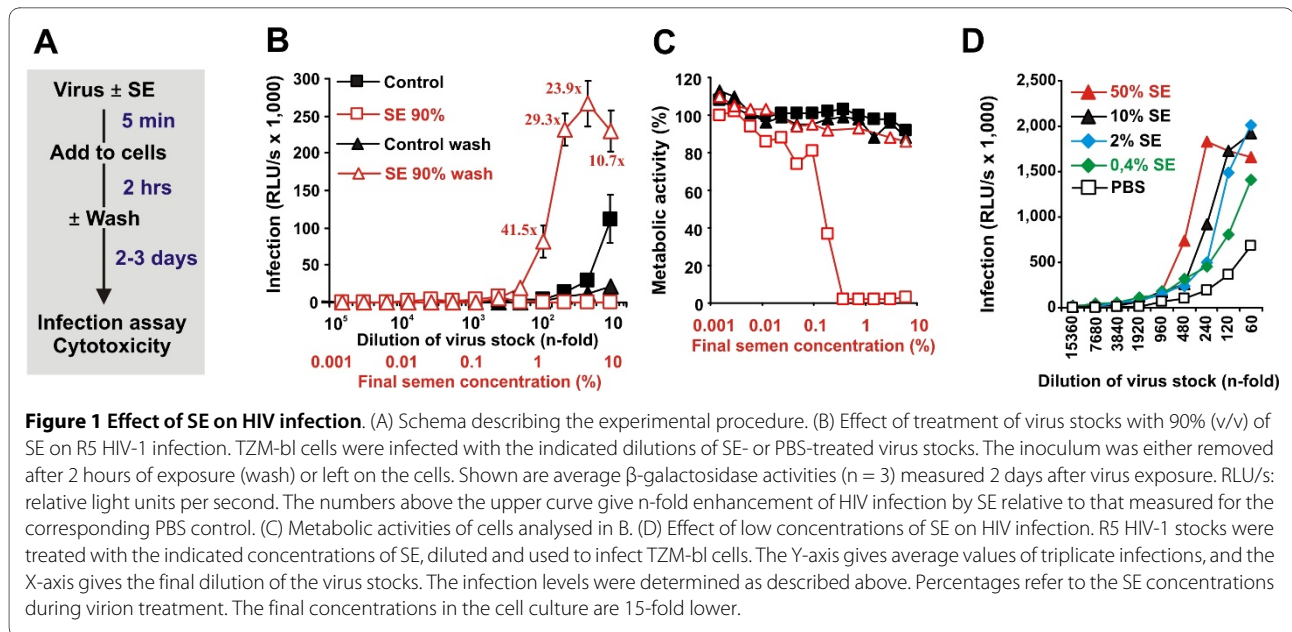 A
Virus ± SE
5 min
Add to cells
2 hrs
± Wash
2-3 days
Infection assay
Cytotoxicity
B
Infection (RLU/s x 1,000)
300
250
200
150
100
50
0
Control
SE 90%
Control wash
SE 90% wash
23.9x
29.3x
10.7x
41.5x
10⁵ 10⁴ 10³ 10² 10
Dilution of virus stock (n-fold)
0.001 0.01 0.1 1 10
Final semen concentration (%)
C
Metabolic activity (%)
120
100
80
60
40
20
0
0.001 0.01 0.1 1 10
Final semen concentration (%)
D
Infection (RLU/s x 1,000)
2,500
2,000
1,500
1,000
500
0
50% SE
10% SE
2% SE
0,4% SE
PBS
15360 7680 3840 1920 960 480 240 120 60
Dilution of virus stock (n-fold)
Figure 1 Effect of SE on HIV infection. (A) Schema describing the experimental procedure. (B) Effect of treatment of virus stocks with 90% (v/v) of
SE on R5 HIV-1 infection. TZM-bl cells were infected with the indicated dilutions of SE- or PBS-treated virus stocks. The inoculum was either removed
after 2 hours of exposure (wash) or left on the cells. Shown are average β-galactosidase activities (n = 3) measured 2 days after virus exposure. RLU/s:
relative light units per second. The numbers above the upper curve give n-fold enhancement of HIV infection by SE relative to that measured for the
corresponding PBS control. (C) Metabolic activities of cells analysed in B. (D) Effect of low concentrations of SE on HIV infection. R5 HIV-1 stocks were
treated with the indicated concentrations of SE, diluted and used to infect TZM-bl cells. The Y-axis gives average values of triplicate infections, and the
X-axis gives the final dilution of the virus stocks. The infection levels were determined as described above. Percentages refer to the SE concentrations
during virion treatment. The final concentrations in the cell culture are 15-fold lower.